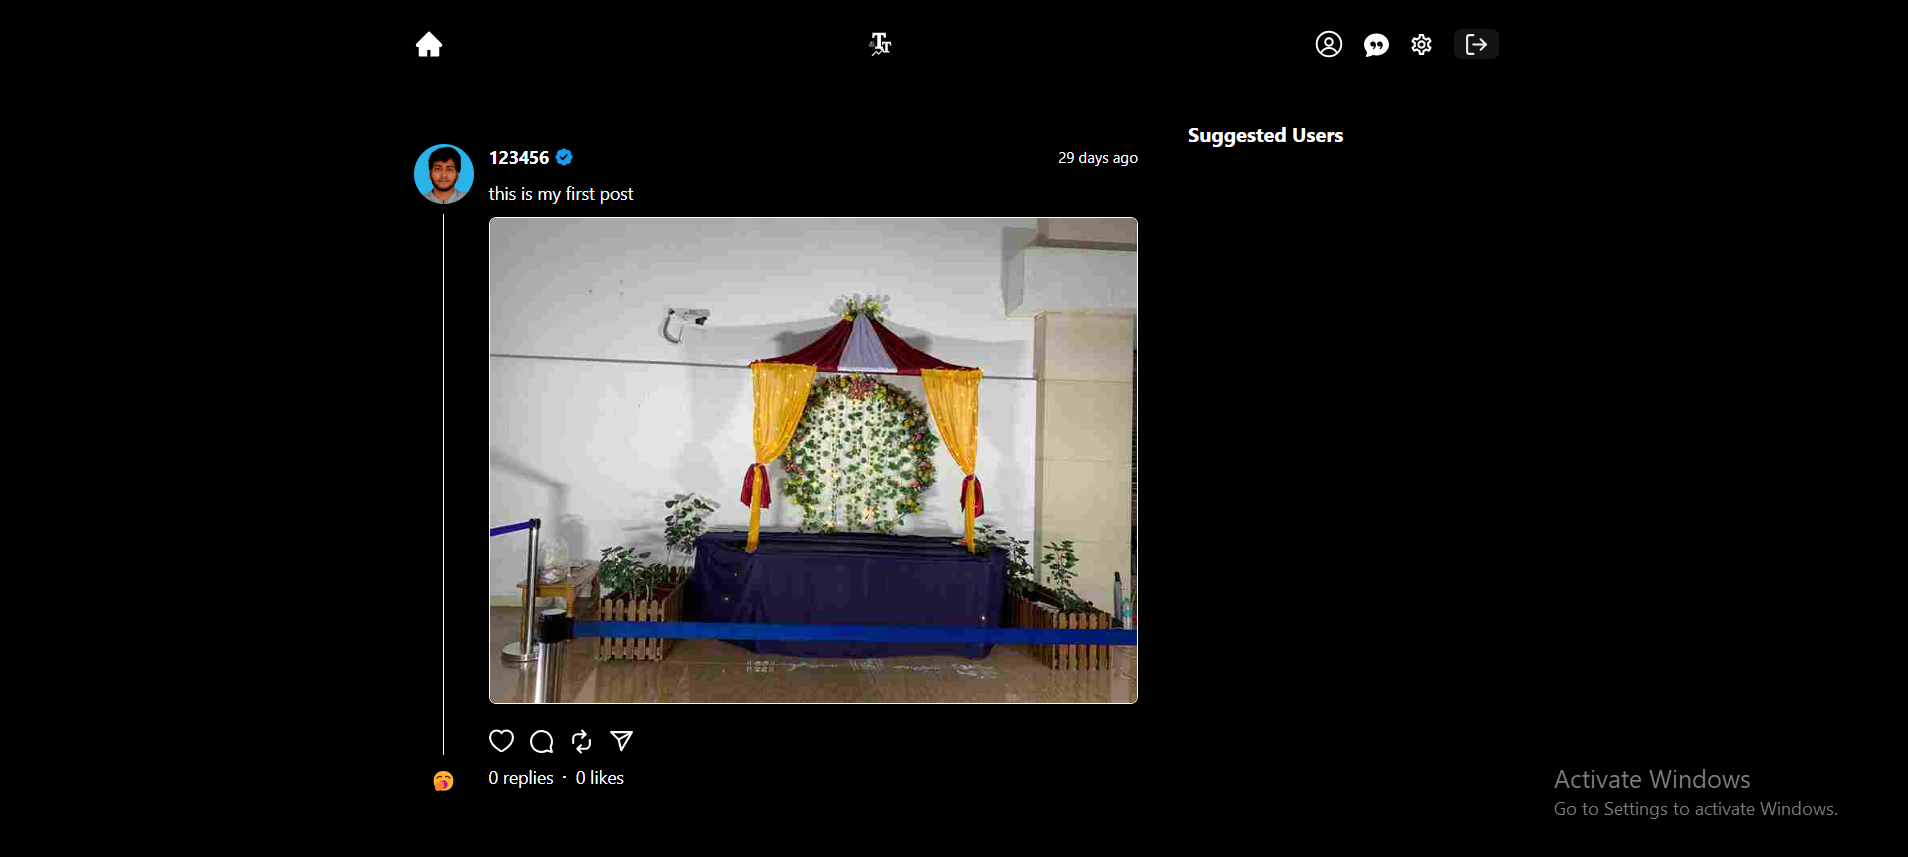 TT
Suggested Users
123456
29 days ago
this is my first post
0 replies · 0 likes
Activate Windows
Go to Settings to activate Windows.